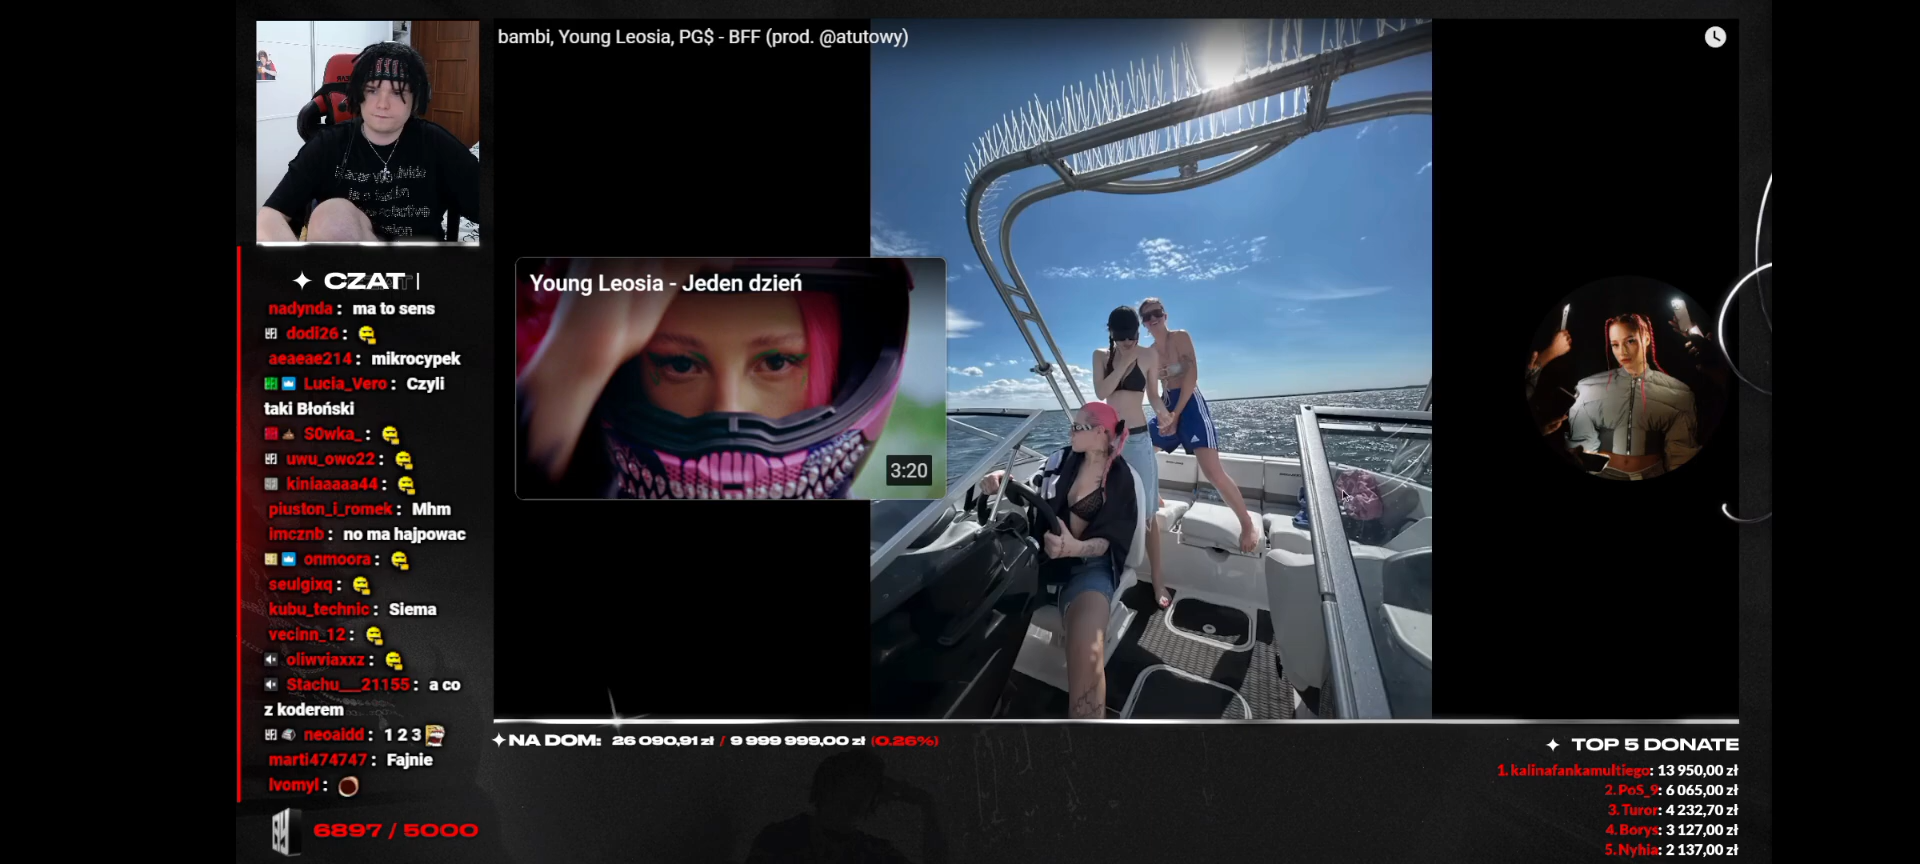 bambi, Young Leosia, PG$ - BFF (prod. @atutowy)
Young Leosia - Jeden dzień
3:20
CZAT
nadynda: ma to sens
dodi26:
aeaeae214: mikrocypek
Lucia_Vero: Czyli
taki Błoński
S0wka_:
uwu_owo22:
kiniaaaaa44:
piuston_i_romek: Mhm
imcznb: no ma hajpowac
onmoora:
seulgixq:
kubu_technic: Siema
vecinn_12:
oliwviaxxz:
Stachu__21155: a co
z koderem
neoaidd: 1 2 3
marti474747: Fajnie
lvomyl:
6897 / 5000
NA DOM: 26 090,91 zł / 9 999 999,00 zł (0.26%)
TOP 5 DONATE
1. kalinafankamultiego: 13 950,00 zł
2. PoS_9: 6 065,00 zł
3. Turor: 4 232,70 zł
4. Borys: 3 127,00 zł
5. Nyhia: 2 137,00 zł